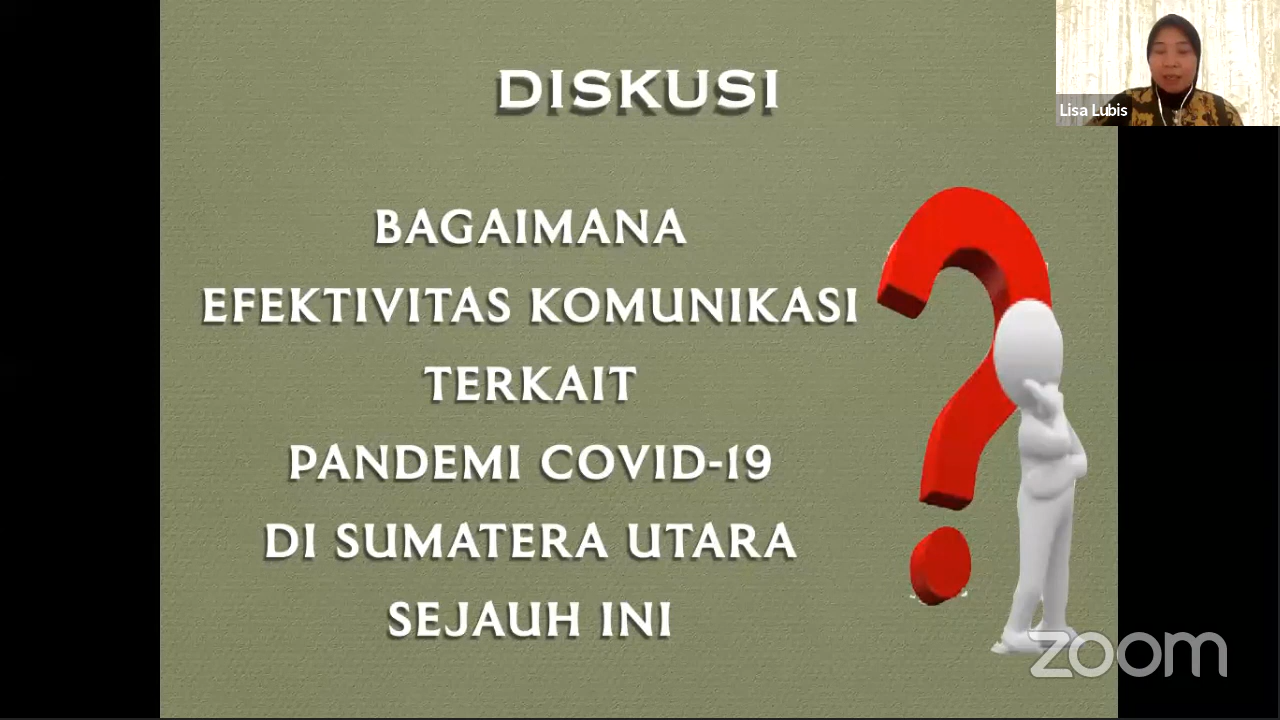 DISKUSI
Lisa Lubis
BAGAIMANA
EFEKTIVITAS KOMUNIKASI
TERKAIT
PANDEMI COVID-19
DI SUMATERA UTARA
SEJAUH INI
zoom